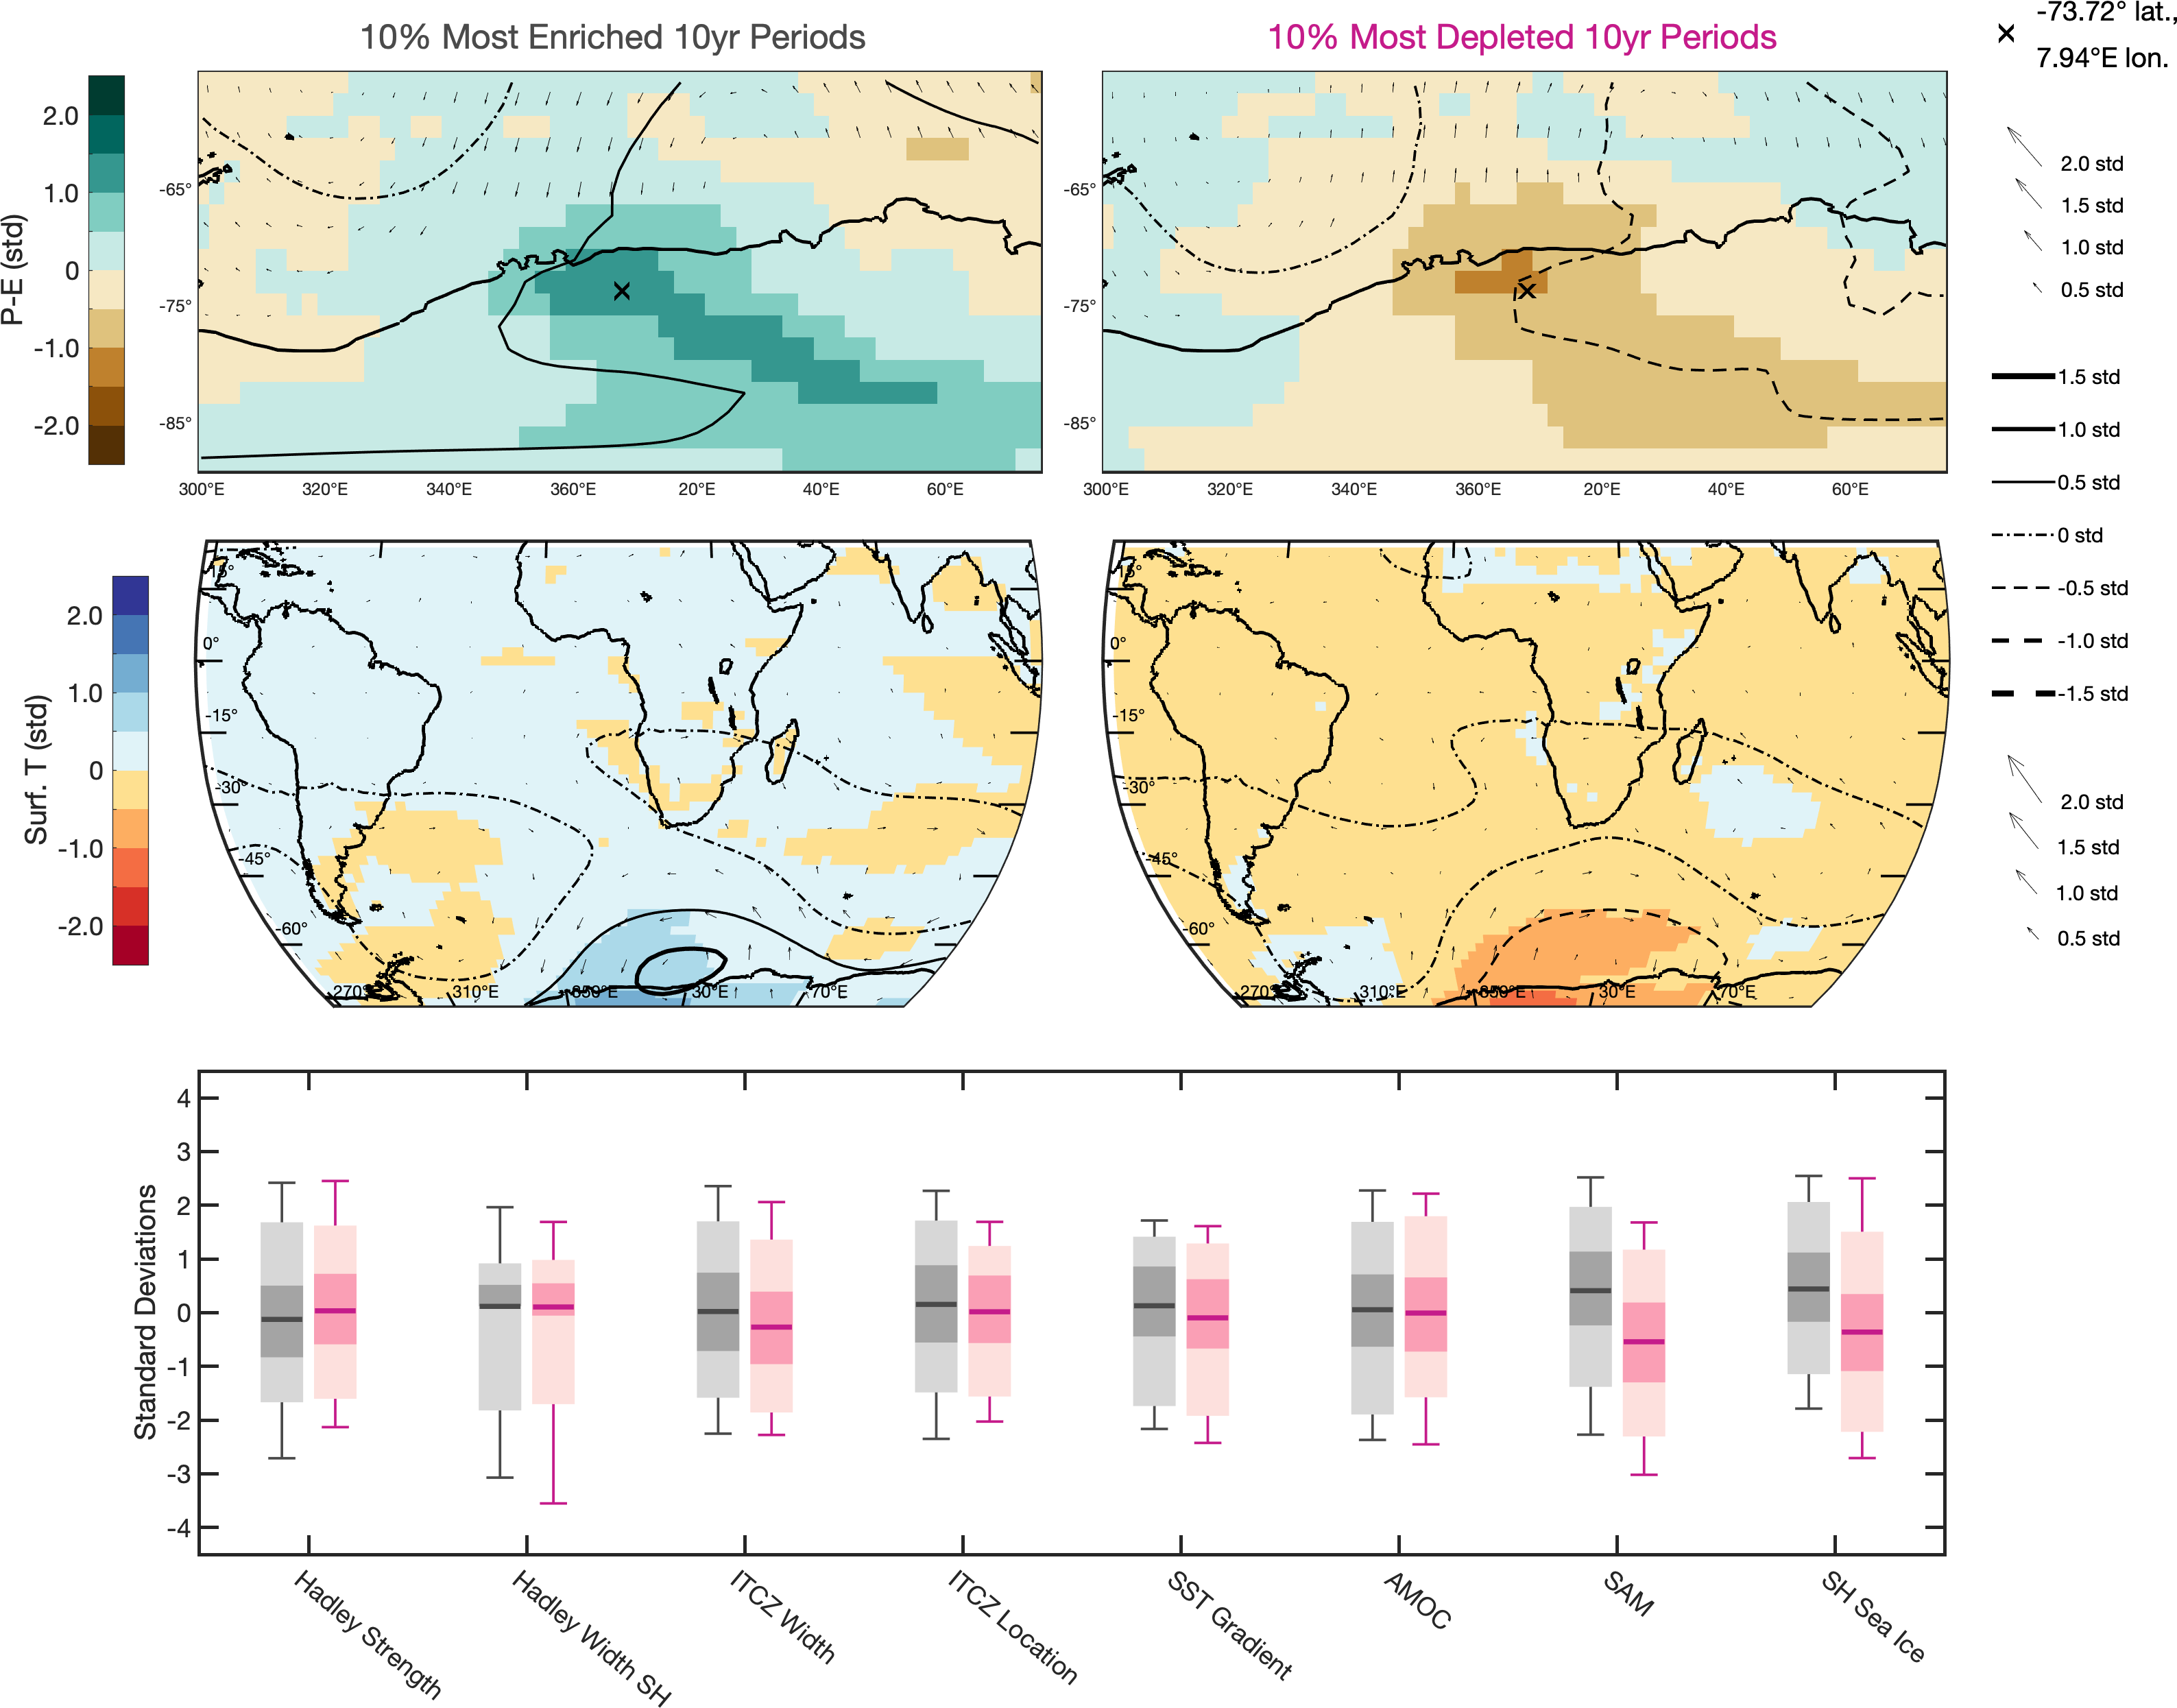 10% Most Enriched 10yr Periods
10% Most Depleted 10yr Periods
-73.72° lat.,
7.94°E lon.
P-E (std)
2.0
1.0
0
-1.0
-2.0
-65°
-75°
-85°
300°E 320°E 340°E 360°E 20°E 40°E 60°E
-65°
-75°
-85°
300°E 320°E 340°E 360°E 20°E 40°E 60°E
2.0 std
1.5 std
1.0 std
0.5 std
1.5 std
1.0 std
0.5 std
0 std
-0.5 std
-1.0 std
-1.5 std
Surf. T (std)
2.0
1.0
0
-1.0
-2.0
15°
0°
-15°
-30°
-45°
-60°
270° 310°E 350°E 30°E 70°E
15°
0°
-15°
-30°
-45°
-60°
270° 310°E 350°E 30°E 70°E
2.0 std
1.5 std
1.0 std
0.5 std
Standard Deviations
4
3
2
1
0
-1
-2
-3
-4
Hadley Strength
Hadley Width SH
ITCZ Width
ITCZ Location
SST Gradient
AMOC
SAM
SH Sea Ice